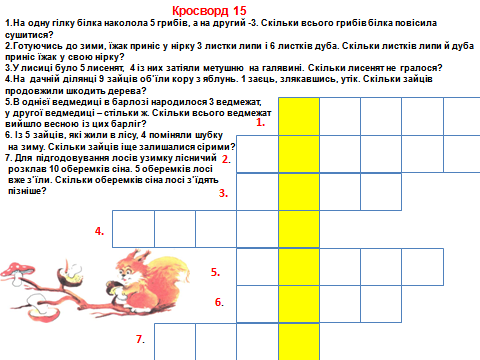 Кросворд 15
1.На одну гілку білка наколола 5 грибів, а на другий -3. Скільки всього грибів білка повісила
сушитися?
2.Готуючись до зими, їжак приніс у нірку 3 листки липи і 6 листків дуба. Скільки листків липи й дуба
приніс їжак у свою нірку?
3.У лисиці було 5 лисенят, 4 із них затіяли метушню на галявині. Скільки лисенят не гралося?
4.На дачній ділянці 9 зайців об'їли кору з яблунь. 1 заєць, злякавшись, утік. Скільки зайців
продовжили шкодить дерева?
5.В однієї ведмедиці в барлозі народилося 3 ведмежат,
у другої ведмедиці – стільки ж. Скільки всього ведмежат
вийшло весною із цих барліг?
6. Із 5 зайців, які жили в лісу, 4 поміняли шубку
на зиму. Скільки зайців іще залишалися сірими?
7. Для підгодовування лосів узимку лісничий
розклав 10 оберемків сіна. 5 оберемків лосі
вже з'їли. Скільки оберемків сіна лосі з'їдять
пізніше?
1.
2.
3.
4.
5.
6.
7.